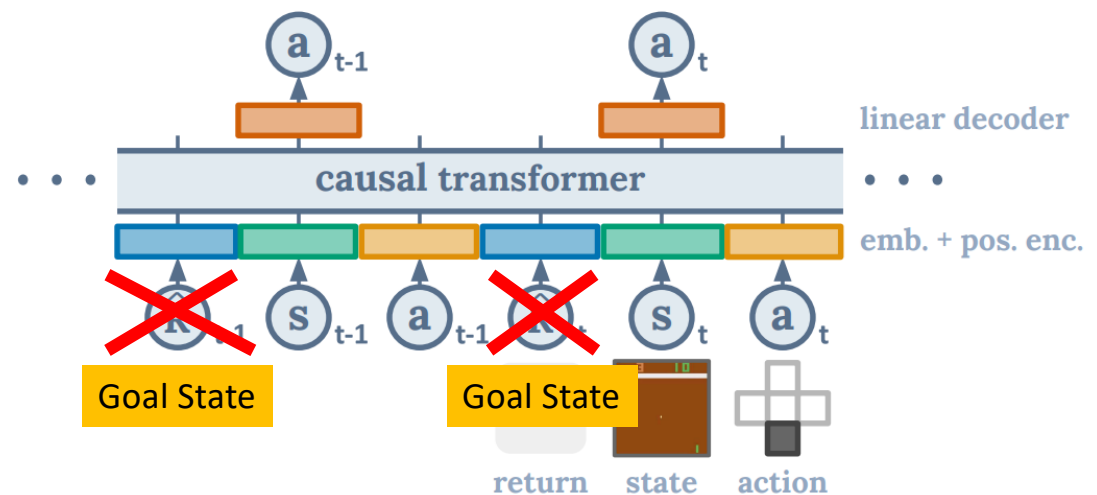 a t-1
a t
linear decoder
causal transformer
emb. + pos. enc.
s t-1 a t-1 s t a t
Goal State Goal State
return state action